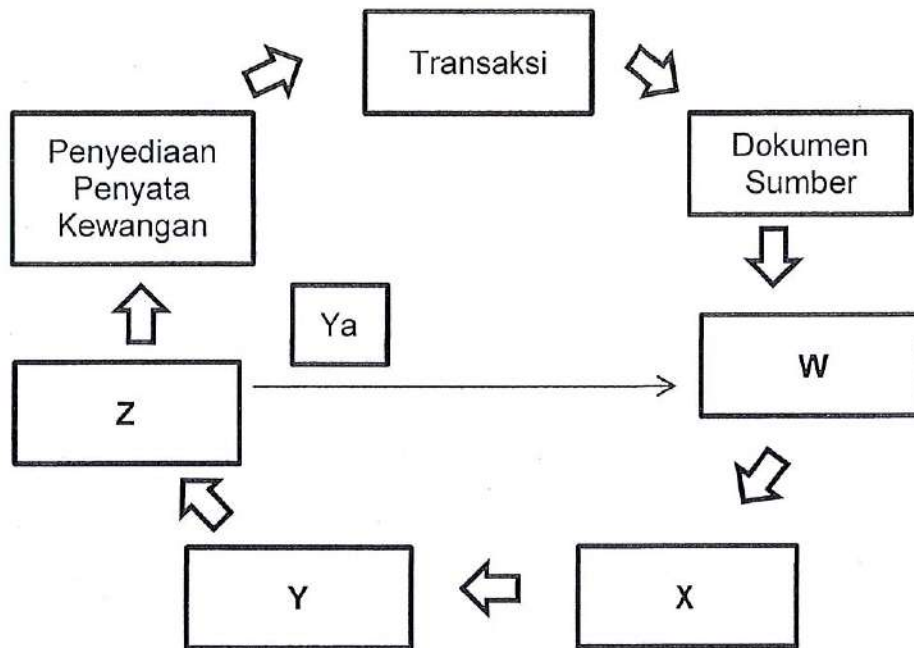 Transaksi
Penyediaan
Penyata
Kewangan
Dokumen
Sumber
Ya
Z
W
Y
X